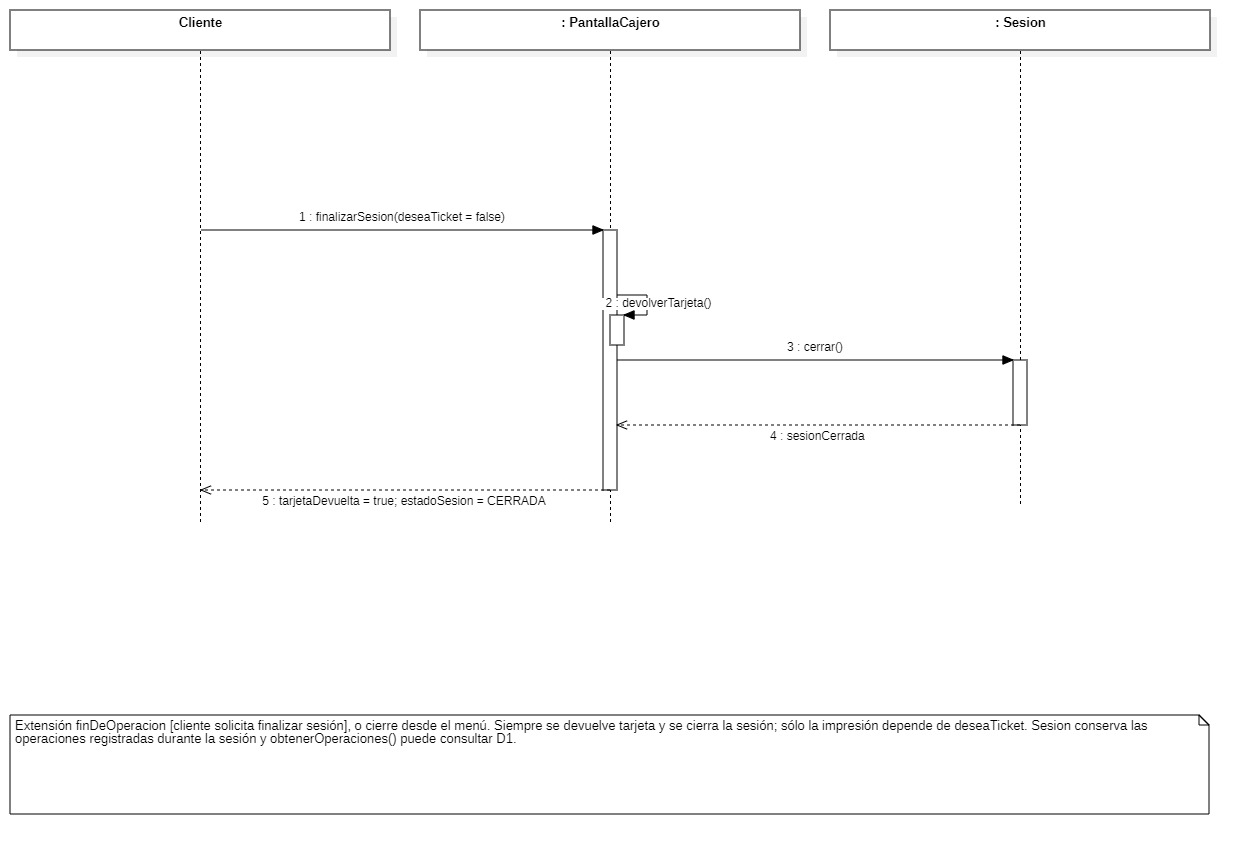 Cliente
: PantallaCajero
: Sesion
1 : finalizarSesion(deseaTicket = false)
2 : devolverTarjeta()
3 : cerrar()
4 : sesionCerrada
5 : tarjetaDevuelta = true; estadoSesion = CERRADA
Extensión finDeOperacion [cliente solicita finalizar sesión], o cierre desde el menú. Siempre se devuelve tarjeta y se cierra la sesión; sólo la impresión depende de deseaTicket. Sesion conserva las
operaciones registradas durante la sesión y obtenerOperaciones() puede consultar D1.